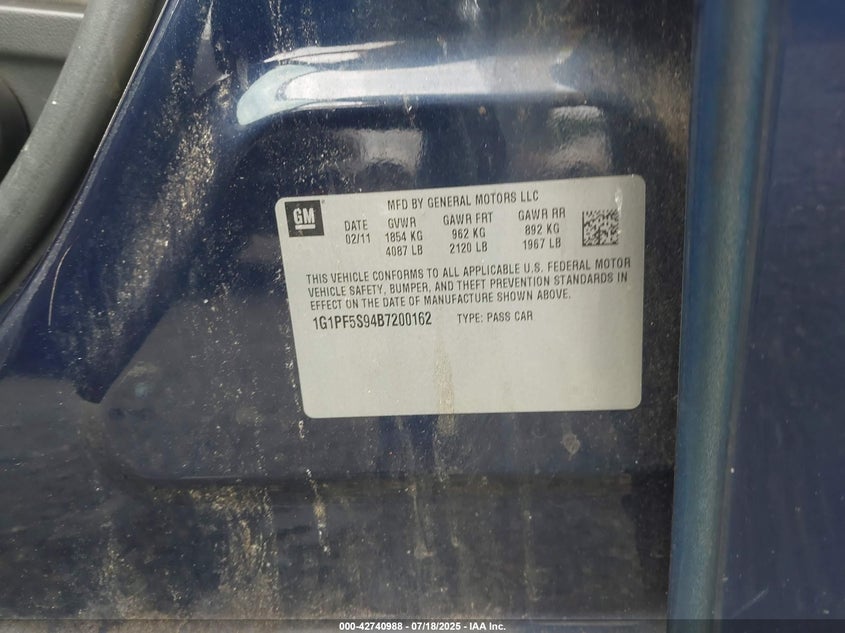 GM
MFD BY GENERAL MOTORS LLC
DATE GVWR GAWR FRT GAWR RR
02/11 1854 KG 962 KG 892 KG
4087 LB 2120 LB 1967 LB
THIS VEHICLE CONFORMS TO ALL APPLICABLE U.S. FEDERAL MOTOR
VEHICLE SAFETY, BUMPER, AND THEFT PREVENTION STANDARDS IN
EFFECT ON THE DATE OF MANUFACTURE SHOWN ABOVE.
1G1PF5S94B7200162 TYPE: PASS CAR
000-42740988 - 07/18/2025 - IAA Inc.